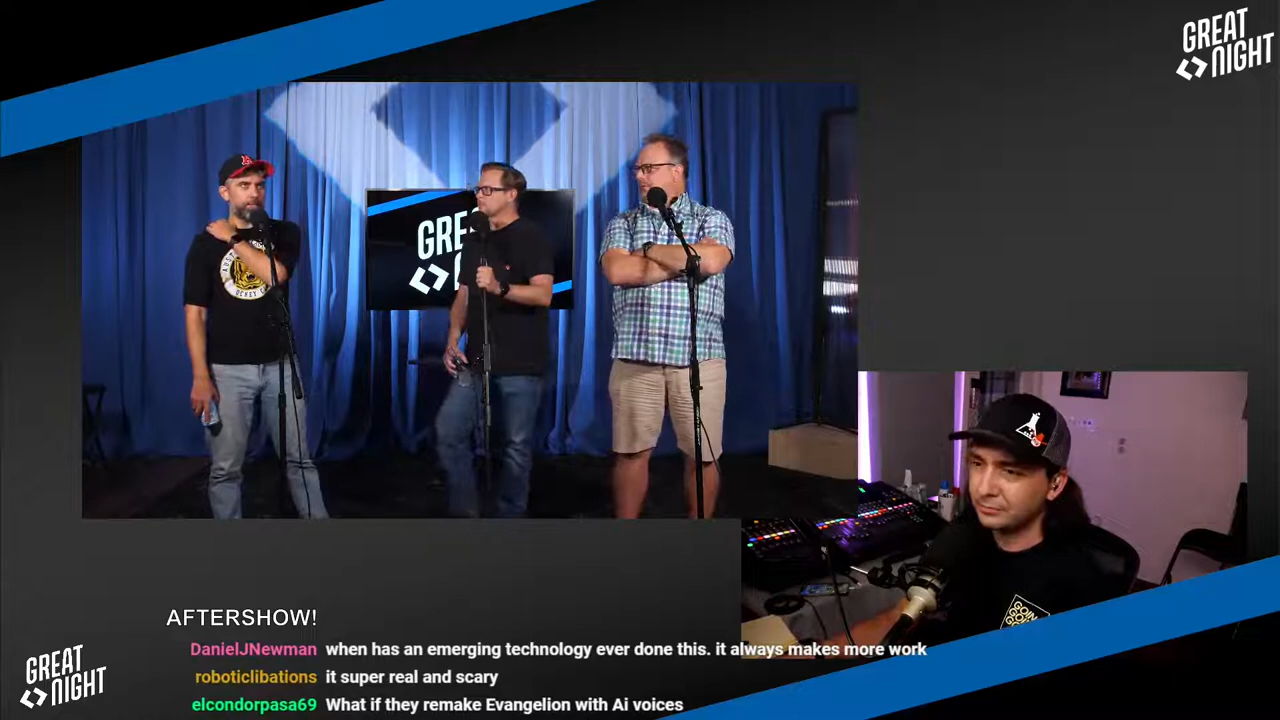 GREAT
NIGHT
GRE
AFTERSHOW!
DanielJNewman when has an emerging technology ever done this. it always makes more work
roboticlibations it super real and scary
elcondorpasa69 What if they remake Evangelion with Ai voices
GREAT
NIGHT